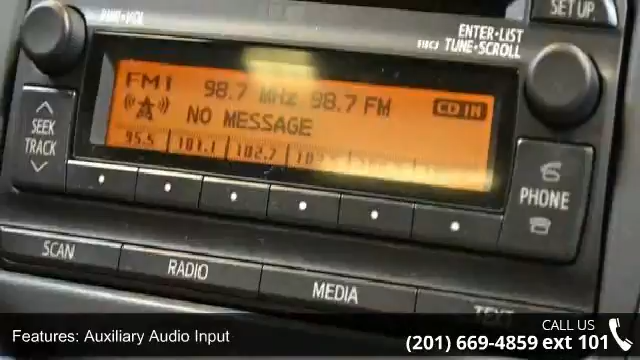 SET UP
PWR•VOL
ENTER•LIST
TUNE•SCROLL
FM1 98.7 MHz 98.7 FM CD IN
NO MESSAGE
95.5 101.1 102.7
SEEK
TRACK
PHONE
SCAN
RADIO
MEDIA
TEXT
Features: Auxiliary Audio Input
CALL US
(201) 669-4859 ext 101